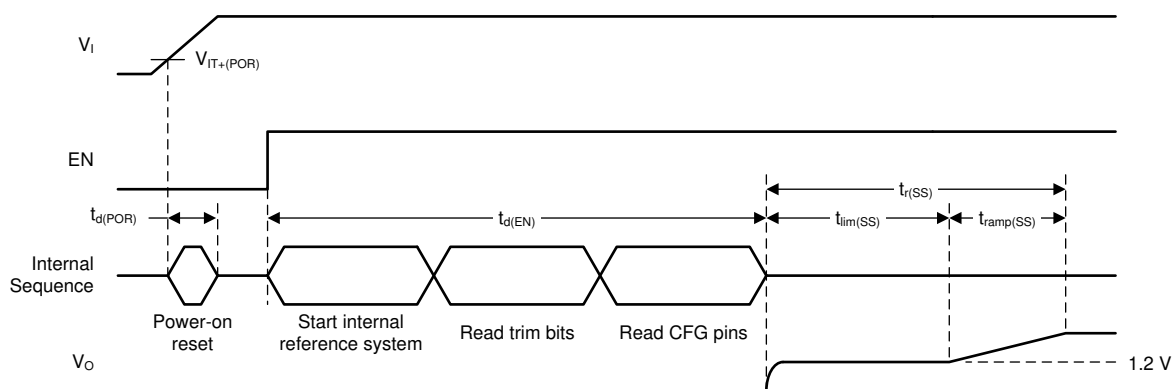 V_I
V_IT+(POR)
EN
t_r(SS)
t_d(POR)
t_d(EN)
t_lim(SS)
t_ramp(SS)
Internal
Sequence
Power-on
reset
Start internal
reference system
Read trim bits
Read CFG pins
V_O
1.2 V